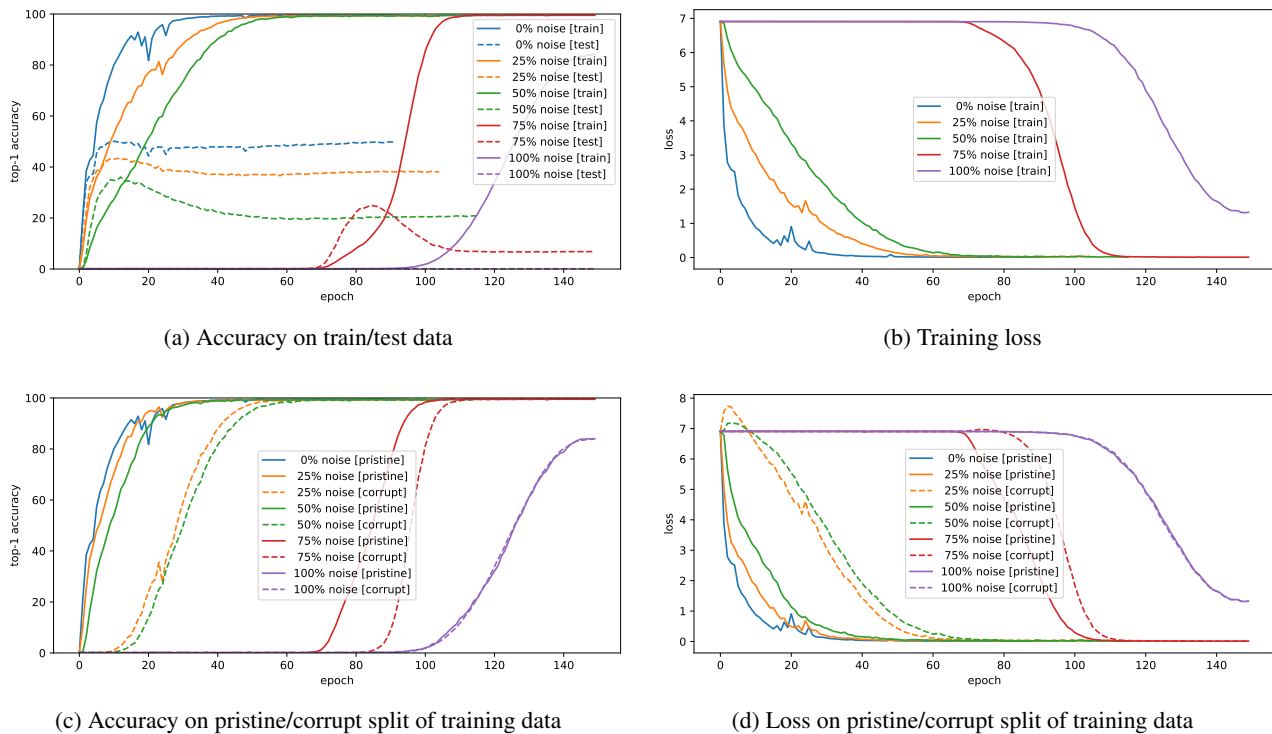 100
80
60
40
20
0
top-1 accuracy
0 20 40 60 80 100 120 140
epoch
0% noise [train]
0% noise [test]
25% noise [train]
25% noise [test]
50% noise [train]
50% noise [test]
75% noise [train]
75% noise [test]
100% noise [train]
100% noise [test]
(a) Accuracy on train/test data
7
6
5
4
3
2
1
0
loss
0 20 40 60 80 100 120 140
epoch
0% noise [train]
25% noise [train]
50% noise [train]
75% noise [train]
100% noise [train]
(b) Training loss
100
80
60
40
20
0
top-1 accuracy
0 20 40 60 80 100 120 140
epoch
0% noise [pristine]
25% noise [pristine]
25% noise [corrupt]
50% noise [pristine]
50% noise [corrupt]
75% noise [pristine]
75% noise [corrupt]
100% noise [pristine]
100% noise [corrupt]
(c) Accuracy on pristine/corrupt split of training data
8
7
6
5
4
3
2
1
0
loss
0 20 40 60 80 100 120 140
epoch
0% noise [pristine]
25% noise [pristine]
25% noise [corrupt]
50% noise [pristine]
50% noise [corrupt]
75% noise [pristine]
75% noise [corrupt]
100% noise [pristine]
100% noise [corrupt]
(d) Loss on pristine/corrupt split of training data